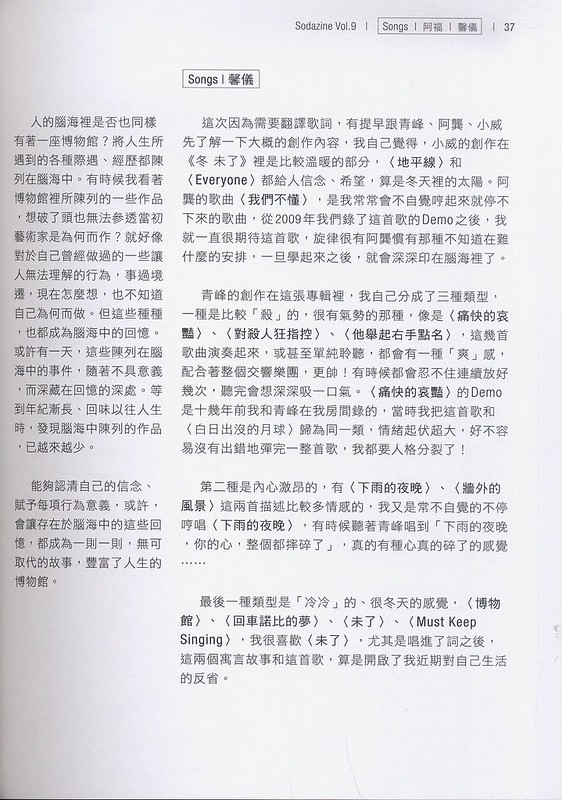 Sodazine Vol.9 | Songs | 阿福 | 馨儀 | 37
人的腦海裡是否也同樣
有著一座博物館？將人生所
遇到的各種際遇、經歷都陳
列在腦海中。有時候我看著
博物館裡所陳列的一些作品
，想破了頭也無法參透當初
藝術家是為何而作？就好像
對於自己曾經做過的一些讓
人無法理解的行為，事過境
遷，現在怎麼想，也不知道
自己為何而做。但這些種種
，也都成為腦海中的回憶。
或許有一天，這些陳列在腦
海中的事件，隨著不具意義
，而深藏在回憶的深處。等
到年紀漸長、回味以往人生
時，發現腦海中陳列的作品
，已越來越少。
能夠認清自己的信念、
賦予每項行為意義，或許，
會讓存在於腦海中的這些回
憶，都成為一則一則，無可
取代的故事，豐富了人生的
博物館。
Songs | 馨儀
這次因為需要翻譯歌詞，有提早跟青峰、阿龔、小威
先了解一下大概的創作內容，我自己覺得，小威的創作在
《冬 未了》裡是比較溫暖的部分，〈地平線〉和
〈Everyone〉都給人信念、希望，算是冬天裡的太陽。阿
龔的歌曲〈我們不懂〉，是我常常會不自覺哼起來就停不
下來的歌曲，從2009年我們錄了這首歌的Demo之後，我
就一直很期待這首歌，旋律很有阿龔慣有那種不知道在難
什麼的安排，一旦學起來之後，就會深深印在腦海裡了。
青峰的創作在這張專輯裡，我自己分成了三種類型，
一種是比較「殺」的，很有氣勢的那種，像是〈痛快的哀
豔〉、〈對殺人狂指控〉、〈他舉起右手點名〉，這幾首
歌曲演奏起來，或甚至單純聆聽，都會有一種「爽」感，
配合著整個交響樂團，更帥！有時候都會忍不住連續放好
幾次，聽完會想深深吸一口氣。〈痛快的哀豔〉的Demo
是十幾年前我和青峰在我房間錄的，當時我把這首歌和
〈白日出沒的月球〉歸為同一類，情緒起伏超大，好不容
易沒有出錯地彈完一整首歌，我都要人格分裂了！
第二種是內心激昂的，有〈下雨的夜晚〉、〈牆外的
風景〉這兩首描述比較多情感的，我又是常不自覺的不停
哼唱〈下雨的夜晚〉，有時候聽著青峰唱到「下雨的夜晚
，你的心，整個都摔碎了」，真的有種心真的碎了的感覺
……
最後一種類型是「冷冷」的、很冬天的感覺，〈博物
館〉、〈回車諾比的夢〉、〈未了〉、〈Must Keep
Singing〉，我很喜歡〈未了〉，尤其是唱進了詞之後，
這兩個寓言故事和這首歌，算是開啟了我近期對自己生活
的反省。